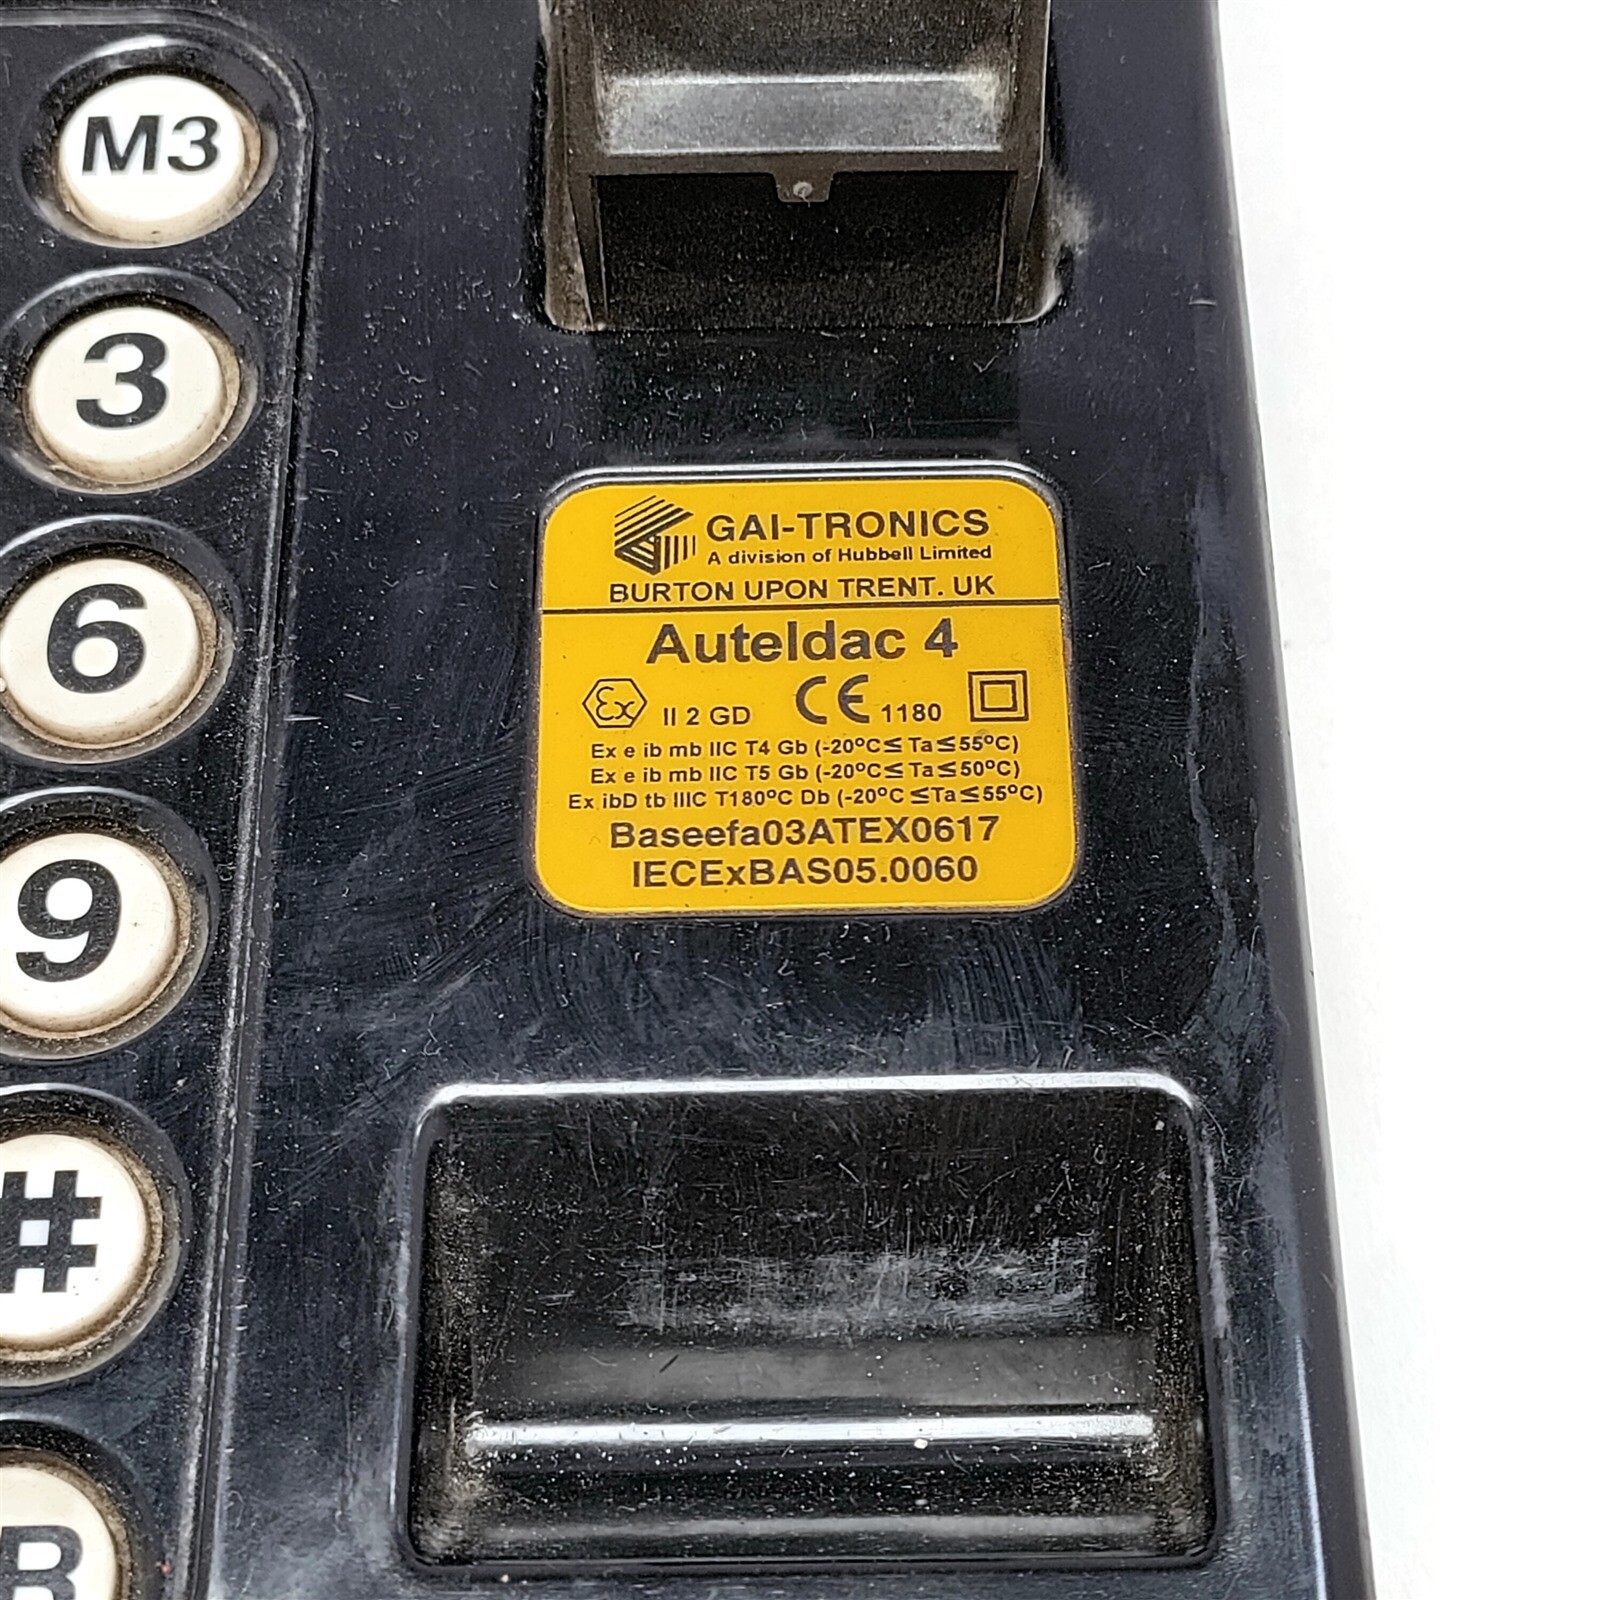 M3
3
6
9
#
R
GAI-TRONICS
A division of Hubbell Limited
BURTON UPON TRENT. UK
Auteldac 4
Ex II 2 GD CE 1180
Ex e ib mb IIC T4 Gb (-20°C≤ Ta≤55°C)
Ex e ib mb IIC T5 Gb (-20°C≤ Ta≤50°C)
Ex ibD tb IIIC T180°C Db (-20°C≤Ta≤55°C)
Baseefa03ATEX0617
IECExBAS05.0060